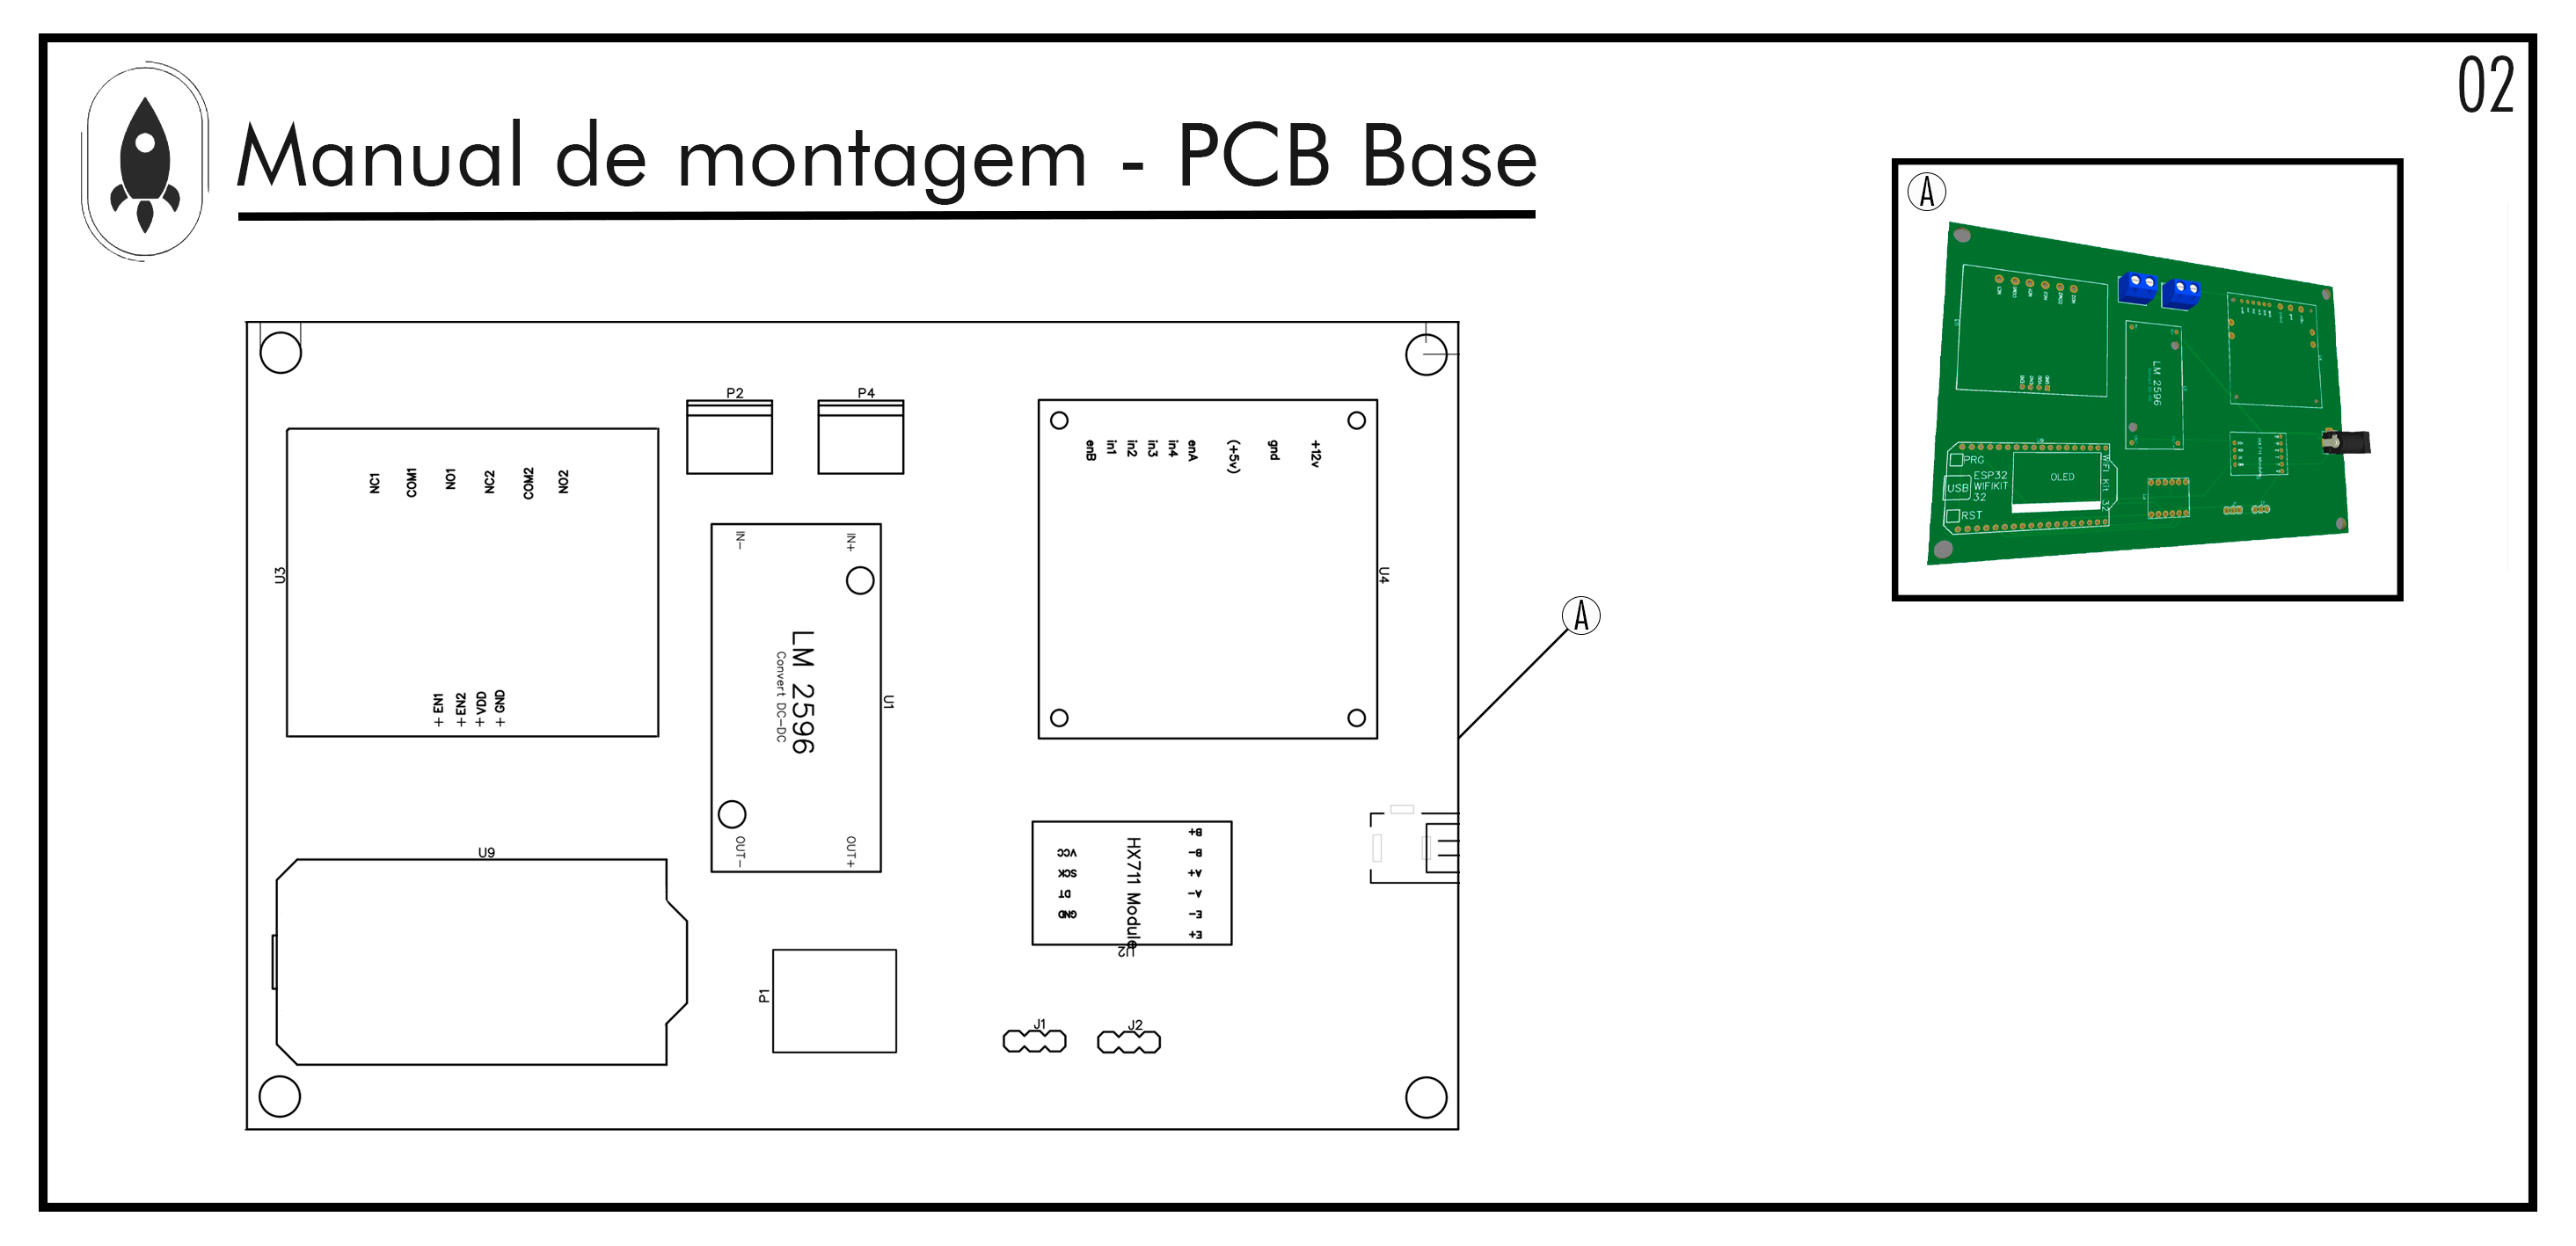 02
Manual de montagem - PCB Base
A
P2
P4
NC1
COM1
NO1
NC2
COM2
NO2
U3
+ EN1
+ EN2
+ VDD
+ GND
IN-
IN+
LM 2596
Convert DC-DC
U1
OUT-
OUT+
enB
in1
in2
in3
in4
enA
(+5v)
gnd
+12v
U4
A
U9
VCC
SCK
DT
GND
HX711 Module
B+
B-
A+
A-
E-
E+
U2
P1
J1
J2
LM 2596
PRG
ESP32
WIFIKIT
32
USB
RST
OLED
WIFI Kit 32